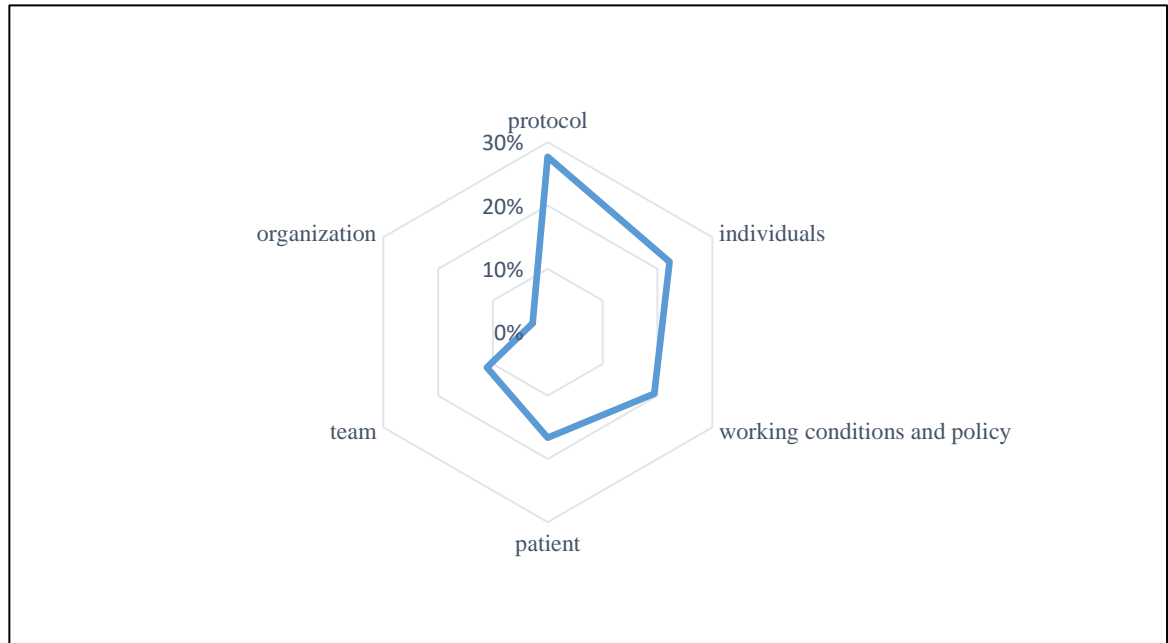 protocol
30%
20%
organization
individuals
10%
0%
team
working conditions and policy
patient